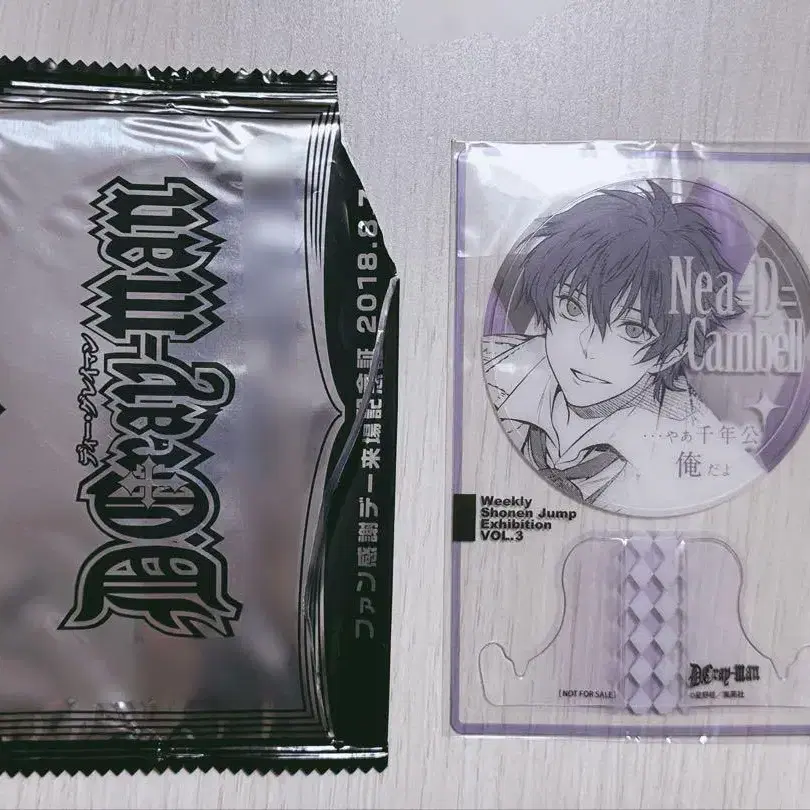 D.Gray-man
ディーグレイマン
ファン感謝デー来場記念証 2018.8.7
Nea=D=
Cambell
…やあ千年公
俺だよ
Weekly
Shonen Jump
Exhibition
VOL.3
[NOT FOR SALE]
D.Gray-man
©星野桂/集英社